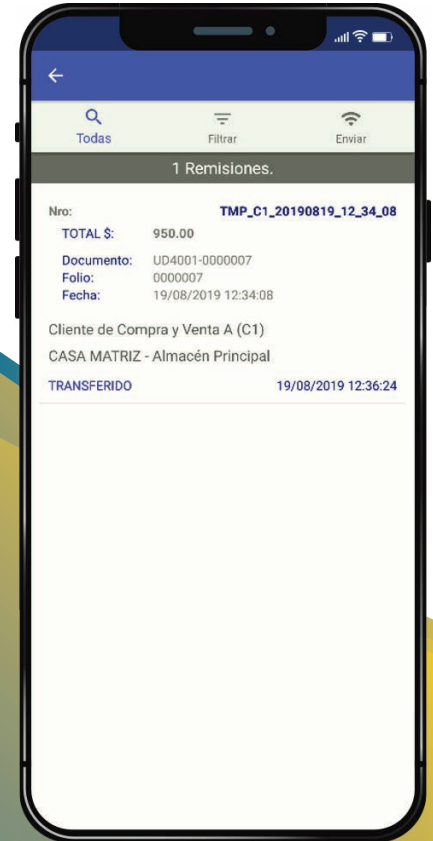 Todas Filtrar Enviar
1 Remisiones.
Nro: TMP_C1_20190819_12_34_08
TOTAL $: 950.00
Documento: UD4001-0000007
Folio: 0000007
Fecha: 19/08/2019 12:34:08
Cliente de Compra y Venta A (C1)
CASA MATRIZ - Almacén Principal
TRANSFERIDO 19/08/2019 12:36:24